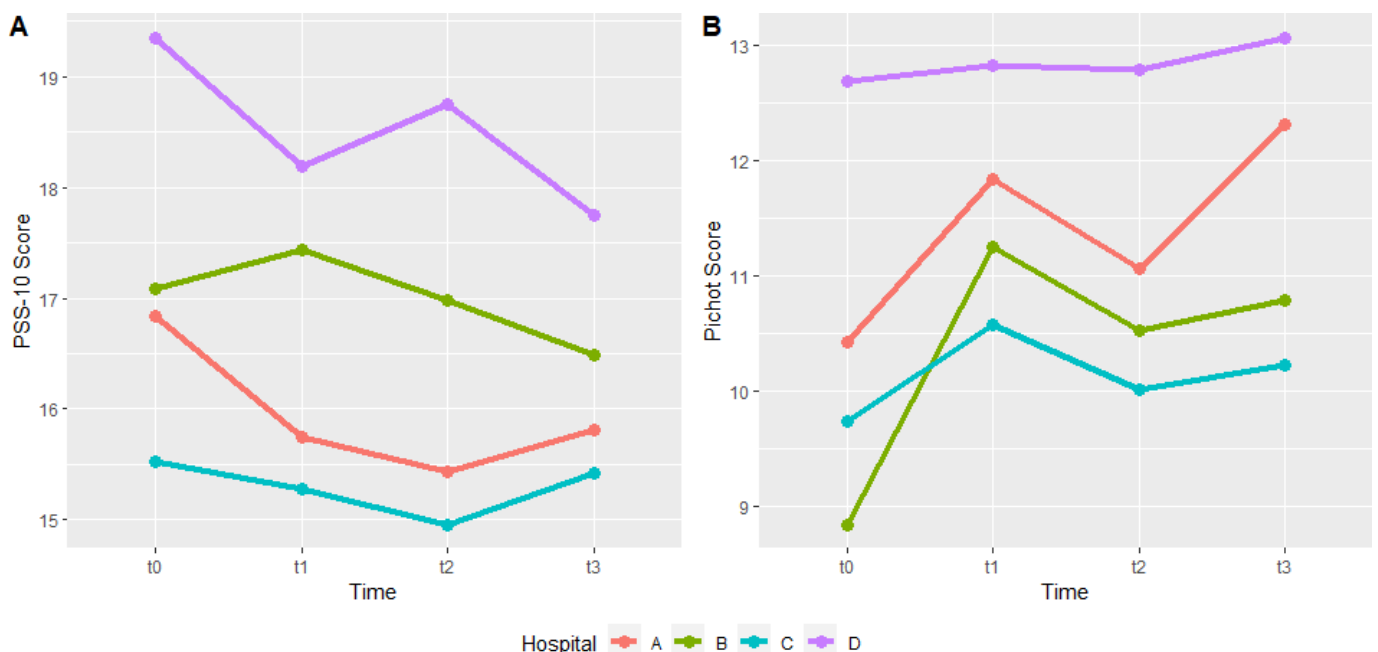 A
PSS-10 Score
19
18
17
16
15
t0 t1 t2 t3
Time
B
Pichot Score
13
12
11
10
9
t0 t1 t2 t3
Time
Hospital A B C D